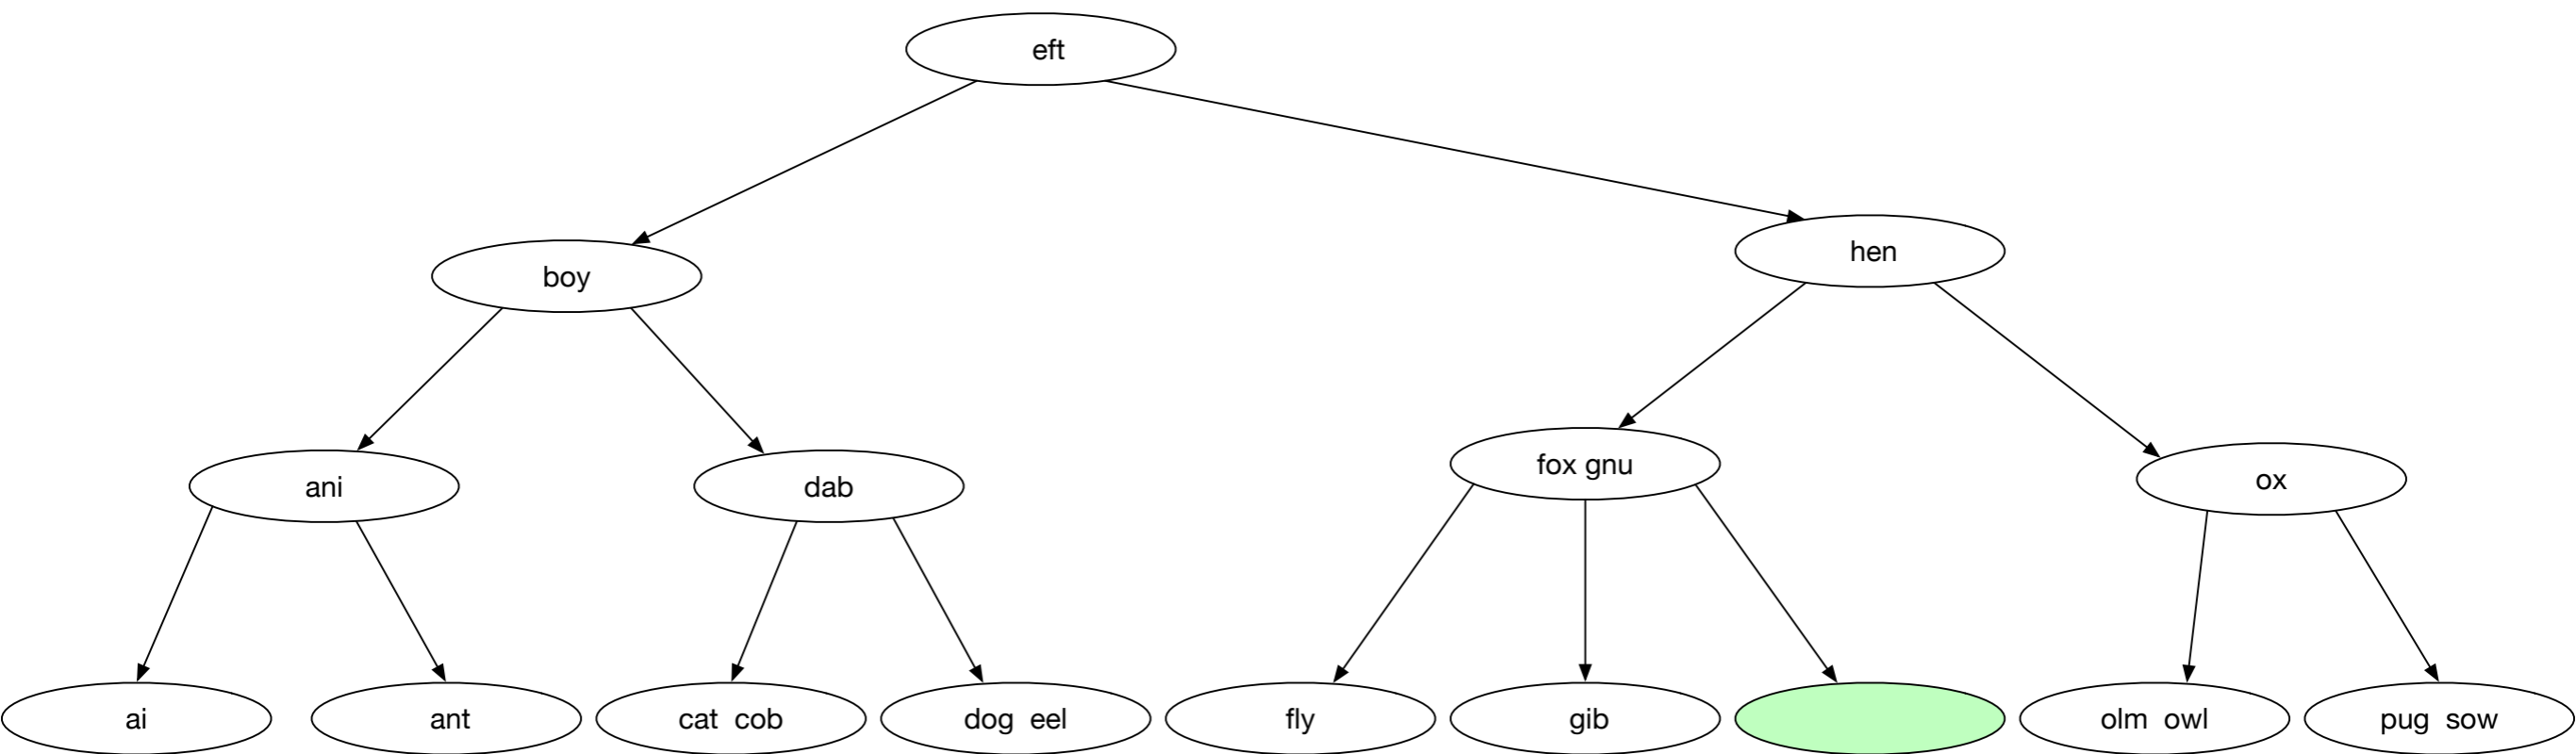 eft
boy
hen
ani
dab
fox gnu
ox
ai
ant
cat cob
dog eel
fly
gib
olm owl
pug sow